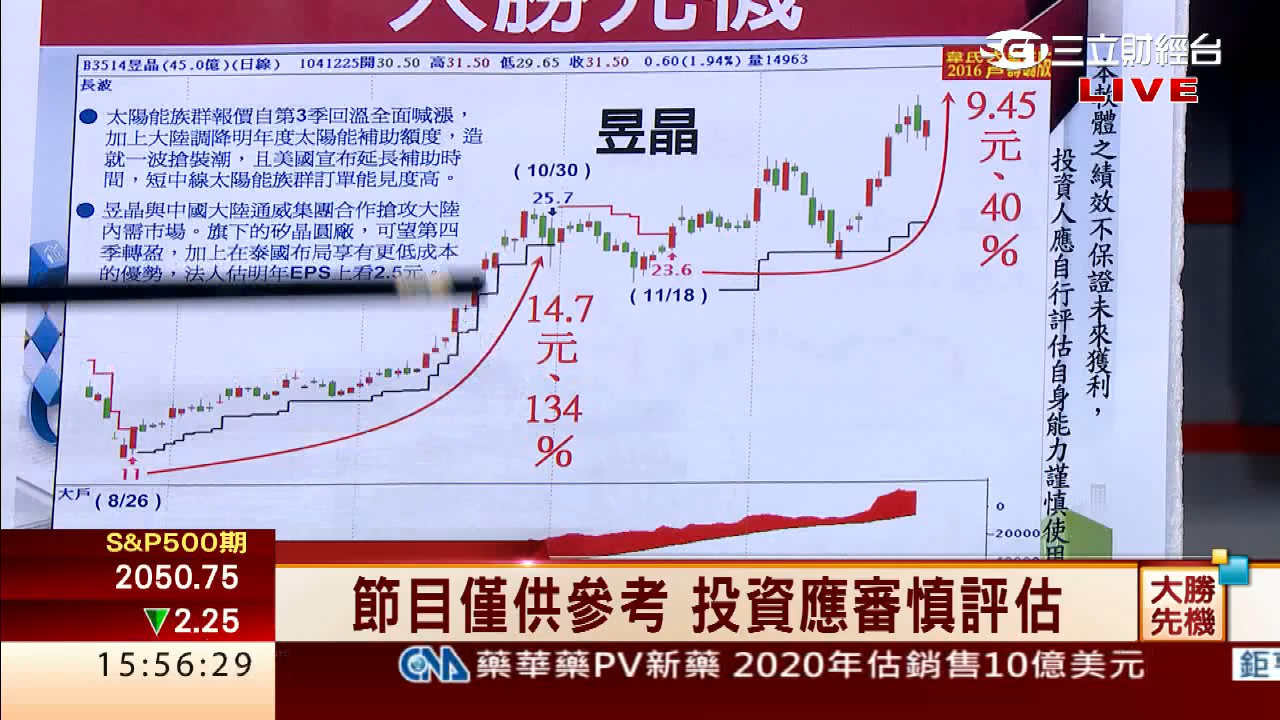 大勝先機
SET三立財經台
LIVE
B3514昱晶(45.0億)(日線) 1041225開30.50 高31.50 低29.65 收31.50 0.60(1.94%) 量14963
2016
長波
● 太陽能族群報價自第3季回溫全面喊漲，
加上大陸調降明年度太陽能補助額度，造
就一波搶裝潮，且美國宣布延長補助時
間，短中線太陽能族群訂單能見度高。
● 昱晶與中國大陸通威集團合作搶攻大陸
內需市場。旗下的矽晶圓廠，可望第四
季轉盈，加上在泰國布局享有更低成本
的優勢，法人估明年EPS上看2.5元。
昱晶
(10/30)
25.7
23.6
(11/18)
9.45
元、
40
%
14.7
元、
134
%
11
(8/26)
大戶
0
-20000
本軟體之績效不保證未來獲利，
投資人應自行評估自身能力謹慎使用
S&P500期
2050.75
▼2.25
15:56:29
節目僅供參考 投資應審慎評估
大勝
先機
CNA 藥華藥PV新藥 2020年估銷售10億美元